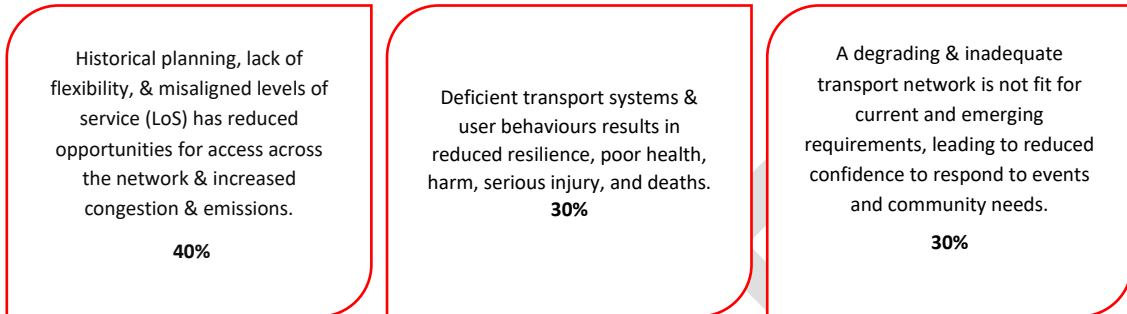 Historical planning, lack of
flexibility, & misaligned levels of
service (LoS) has reduced
opportunities for access across
the network & increased
congestion & emissions.
40%
Deficient transport systems &
user behaviours results in
reduced resilience, poor health,
harm, serious injury, and deaths.
30%
A degrading & inadequate
transport network is not fit for
current and emerging
requirements, leading to reduced
confidence to respond to events
and community needs.
30%